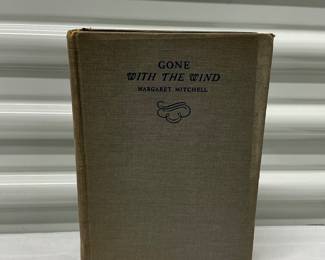 GONE
WITH THE WIND
MARGARET MITCHELL